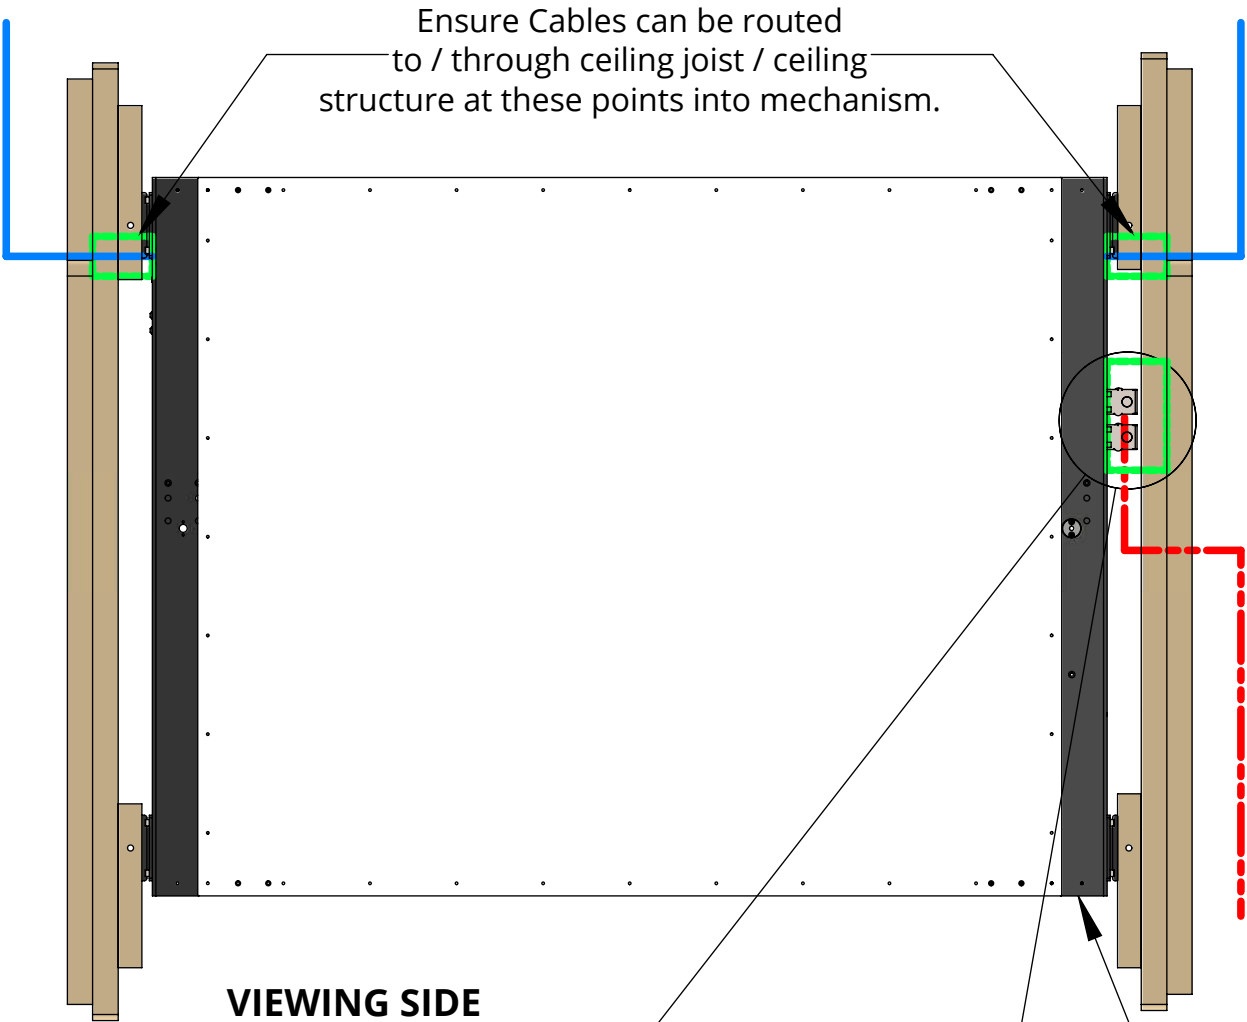 Ensure Cables can be routed
to / through ceiling joist / ceiling
structure at these points into mechanism.
VIEWING SIDE